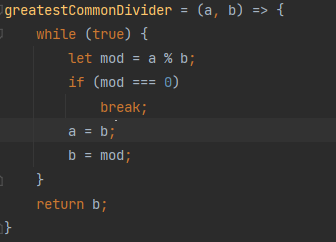 greatestCommonDivider = (a, b) => {
    while (true) {
        let mod = a % b;
        if (mod === 0)
            break;
        a = b;
        b = mod;
    }
    return b;
}